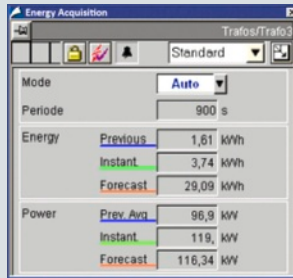 Energy Acquisition
Trafos/Trafo3
Standard
Mode Auto
Periode 900 s
Energy Previous 1,61 kWh
Instant 3,74 kWh
Forecast 29,09 kWh
Power Prev. Avg 96,9 kW
Instant 119, kW
Forecast 116,34 kW